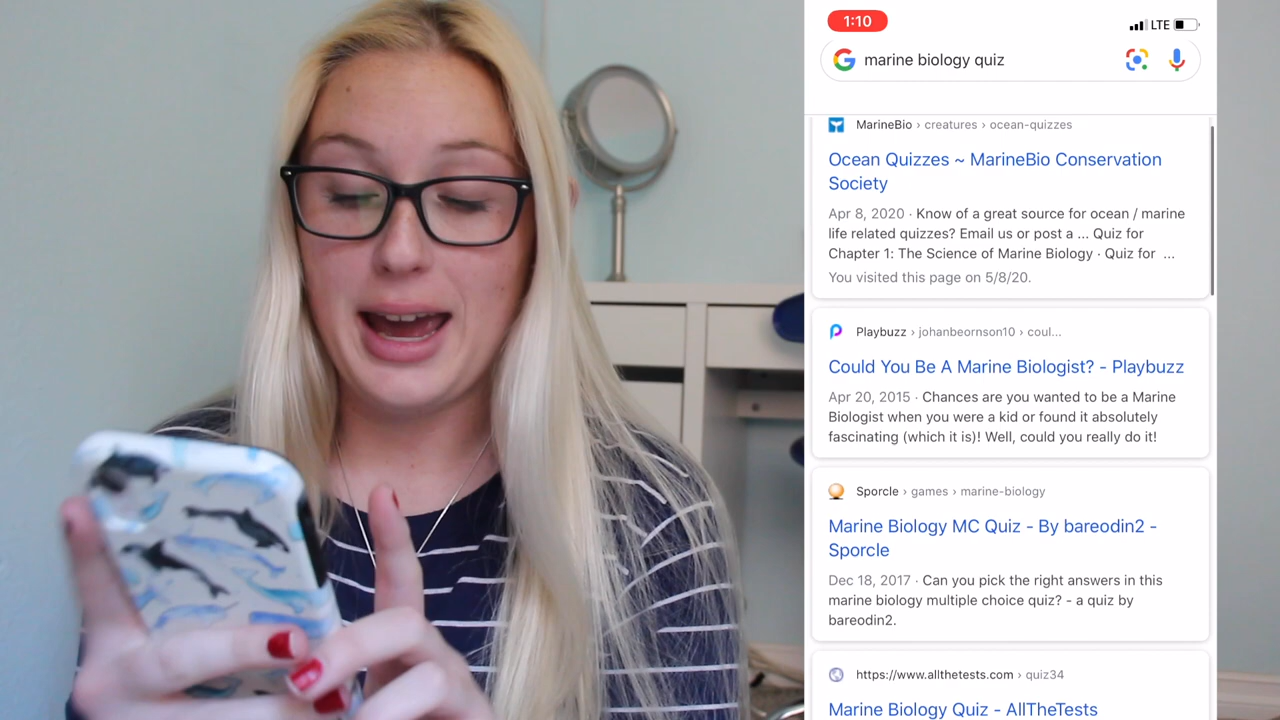 1:10
LTE
marine biology quiz
MarineBio › creatures › ocean-quizzes
Ocean Quizzes ~ MarineBio Conservation
Society
Apr 8, 2020 · Know of a great source for ocean / marine
life related quizzes? Email us or post a ... Quiz for
Chapter 1: The Science of Marine Biology · Quiz for ...
You visited this page on 5/8/20.
Playbuzz › johanbeornson10 › coul...
Could You Be A Marine Biologist? - Playbuzz
Apr 20, 2015 · Chances are you wanted to be a Marine
Biologist when you were a kid or found it absolutely
fascinating (which it is)! Well, could you really do it!
Sporcle › games › marine-biology
Marine Biology MC Quiz - By bareodin2 -
Sporcle
Dec 18, 2017 · Can you pick the right answers in this
marine biology multiple choice quiz? - a quiz by
bareodin2.
https://www.allthetests.com › quiz34
Marine Biology Quiz - AllTheTests